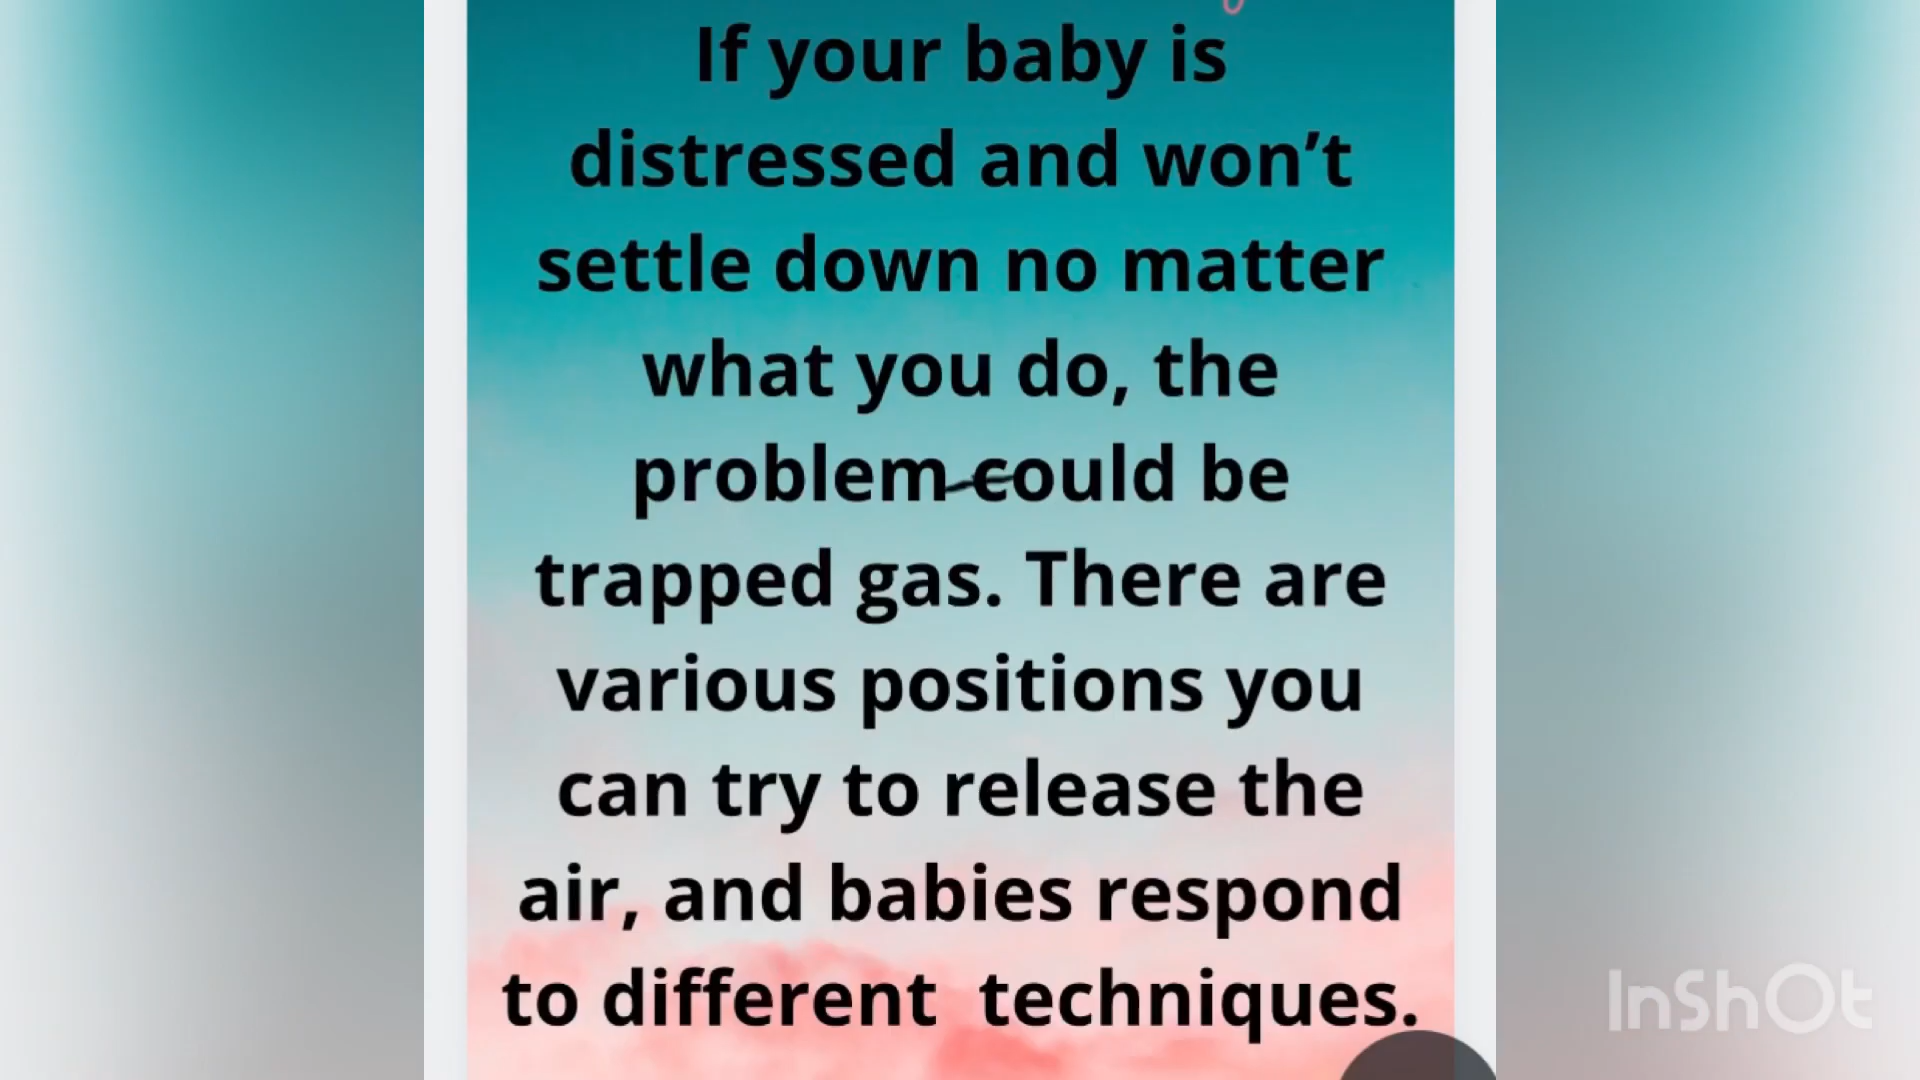 If your baby is
distressed and won’t
settle down no matter
what you do, the
problem could be
trapped gas. There are
various positions you
can try to release the
air, and babies respond
to different  techniques.
InShOt